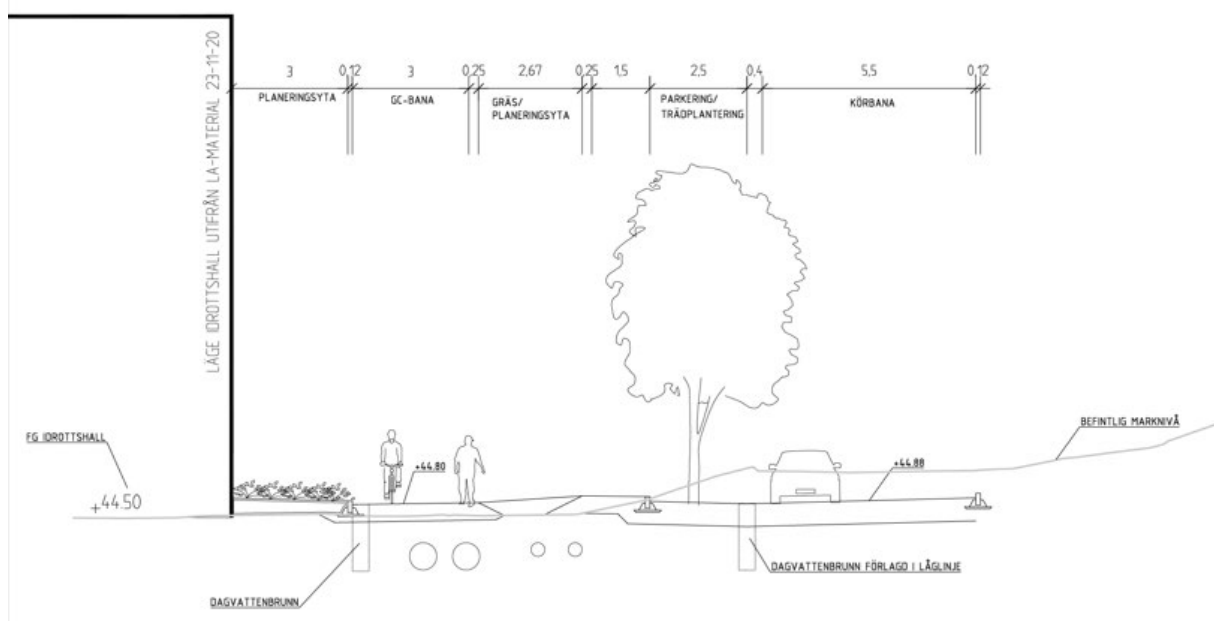 LÄGE IDROTTSHALL UTIFRÅN LA-MATERIAL 23-11-20
3 0,12 3 0,25 2,67 0,25 1,5 2,5 0,4 5,5 0,12
PLANERINGSYTA
GC-BANA
GRÄS/
PLANERINGSYTA
PARKERING/
TRÄDPLANTERING
KÖRBANA
FG IDROTTSHALL
+44.50
+44.80
+44.88
BEFINTLIG MARKNIVÅ
DAGVATTENBRUNN
DAGVATTENBRUNN FÖRLAGD I LÅGLINJE